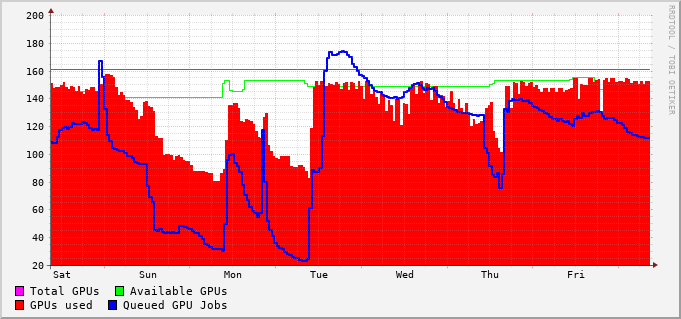 RRDTOOL / TOBI OETIKER
200
180
160
140
120
100
80
60
40
20
Sat Sun Mon Tue Wed Thu Fri
Total GPUs Available GPUs
GPUs used Queued GPU Jobs